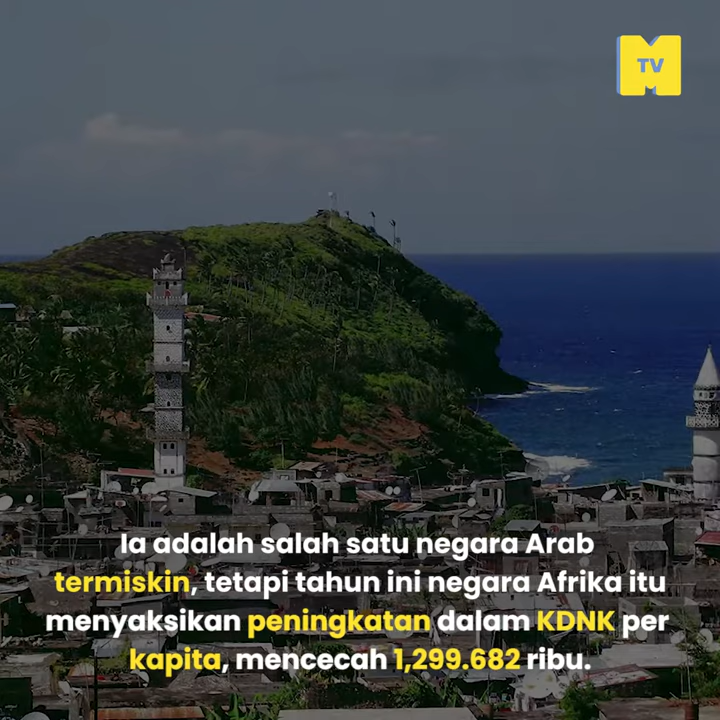 M
TV
Ia adalah salah satu negara Arab
termiskin, tetapi tahun ini negara Afrika itu
menyaksikan peningkatan dalam KDNK per
kapita, mencecah 1,299.682 ribu.